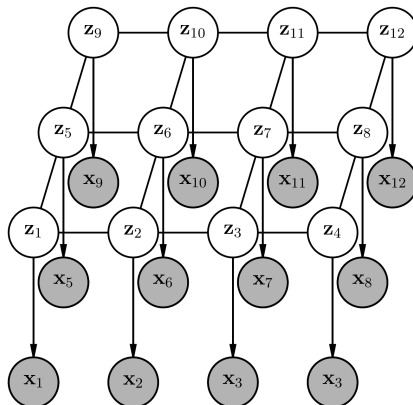 z₉ z₁₀ z₁₁ z₁₂
z₅ z₆ z₇ z₈
x₉ x₁₀ x₁₁ x₁₂
z₁ z₂ z₃ z₄
x₅ x₆ x₇ x₈
x₁ x₂ x₃ x₃